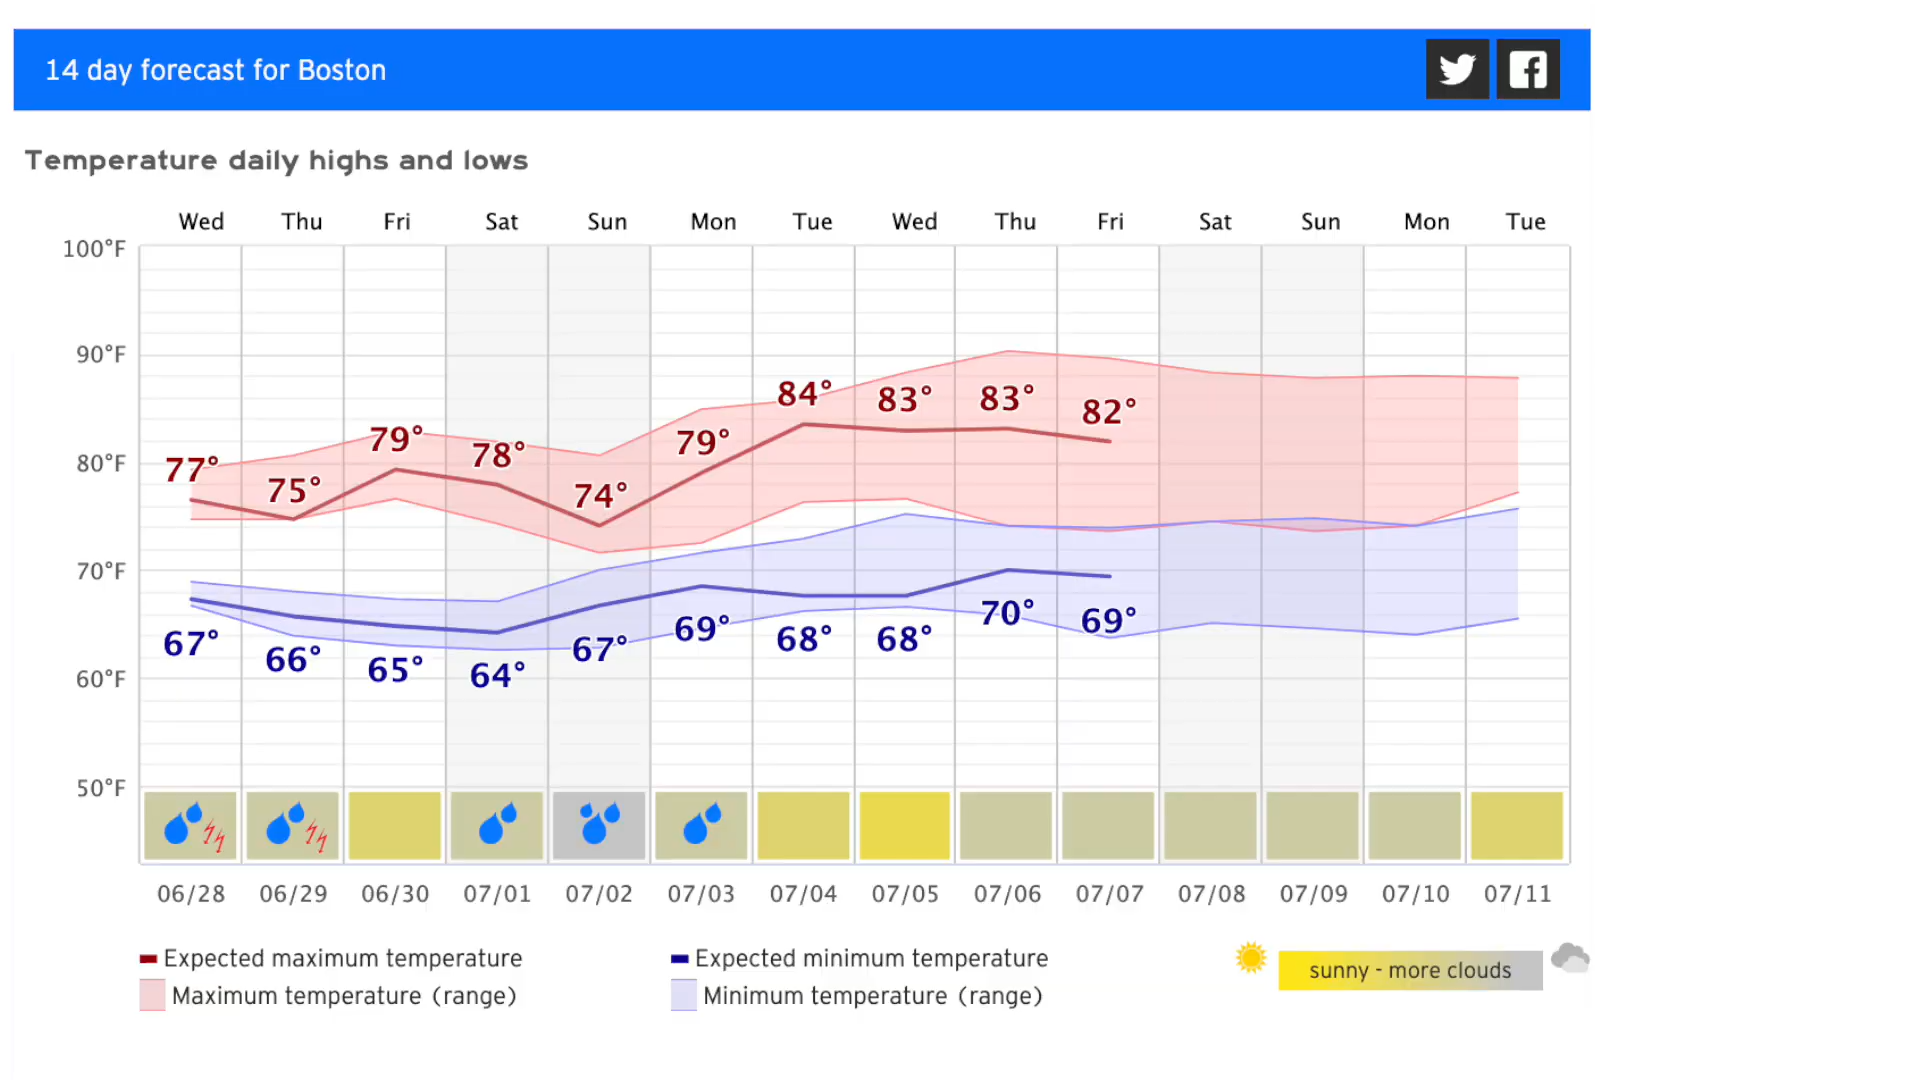 14 day forecast for Boston
Temperature daily highs and lows
Wed Thu Fri Sat Sun Mon Tue Wed Thu Fri Sat Sun Mon Tue
100°F
90°F
80°F
70°F
60°F
50°F
77° 75° 79° 78° 74° 79° 84° 83° 83° 82°
67° 66° 65° 64° 67° 69° 68° 68° 70° 69°
06/28 06/29 06/30 07/01 07/02 07/03 07/04 07/05 07/06 07/07 07/08 07/09 07/10 07/11
Expected maximum temperature
Maximum temperature (range)
Expected minimum temperature
Minimum temperature (range)
sunny - more clouds